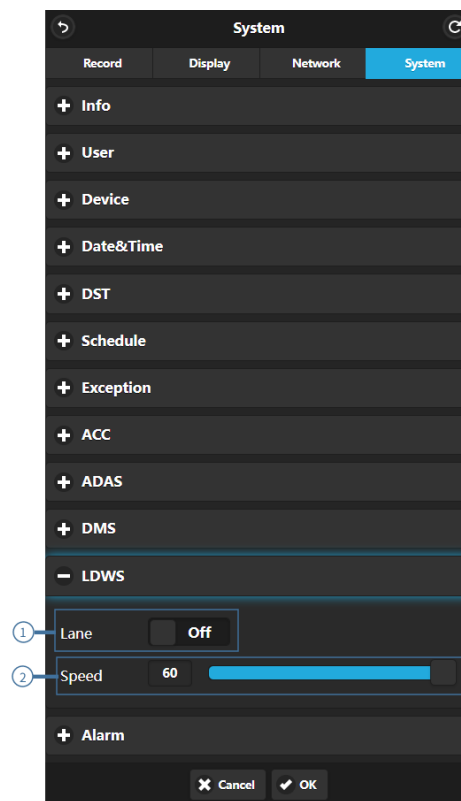 System
Record Display Network System
Info
User
Device
Date&Time
DST
Schedule
Exception
ACC
ADAS
DMS
LDWS
1 Lane Off
2 Speed 60
Alarm
Cancel OK